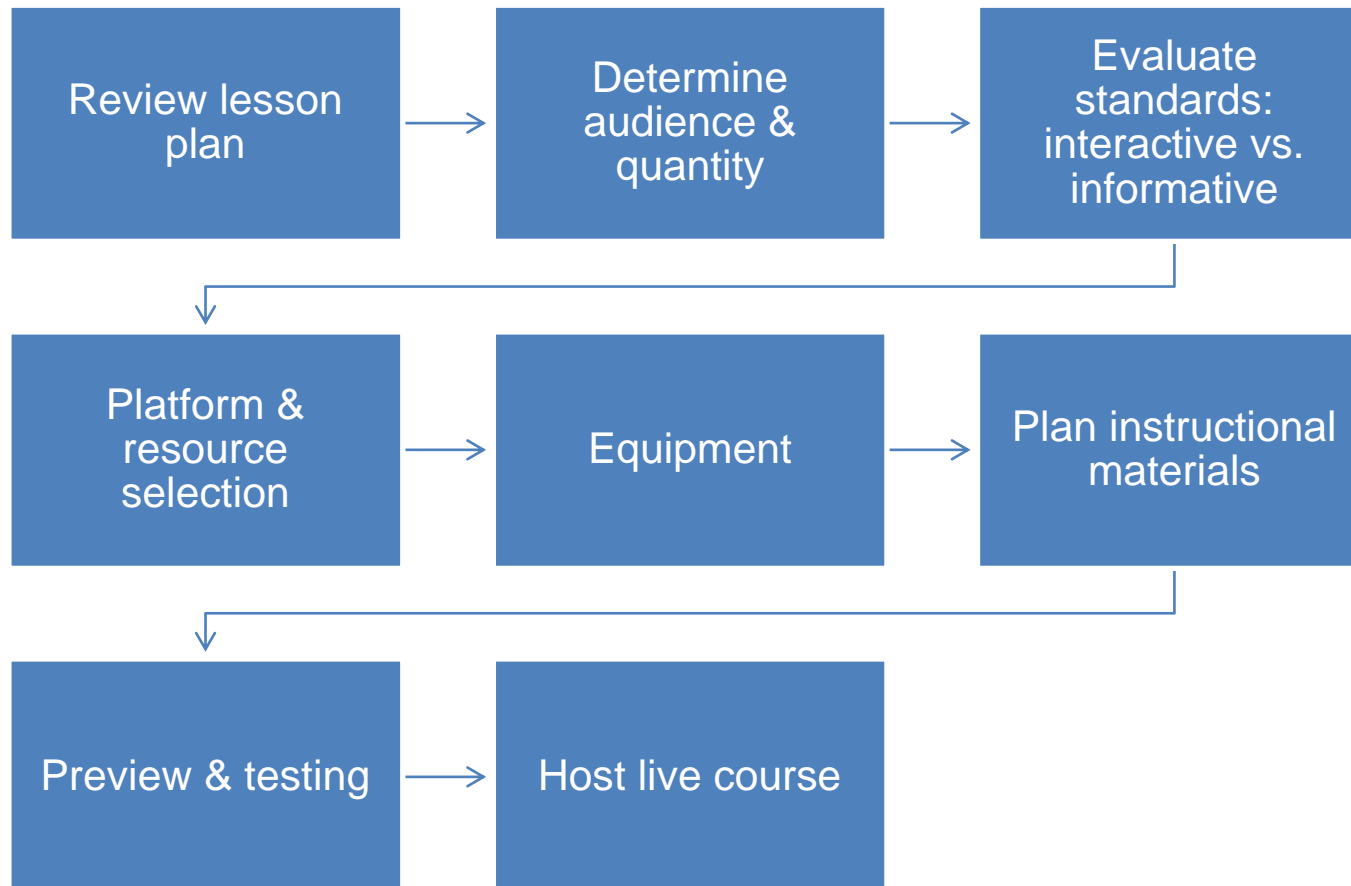 Review lesson
plan
Determine
audience &
quantity
Evaluate
standards:
interactive vs.
informative
Platform &
resource
selection
Equipment
Plan instructional
materials
Preview & testing
Host live course